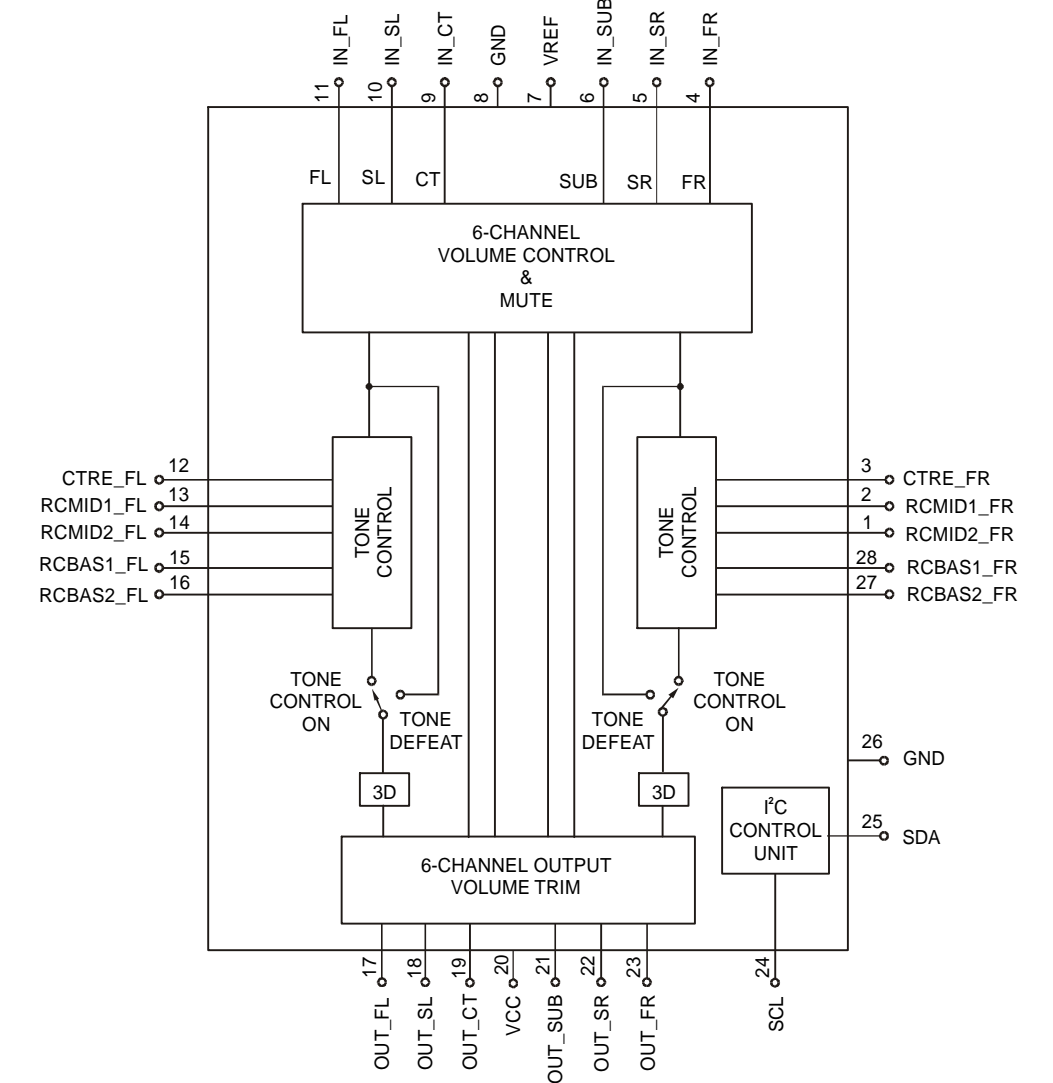 IN_FL
IN_SL
IN_CT
GND
VREF
IN_SUB
IN_SR
IN_FR
11
10
9
8
7
6
5
4
FL
SL
CT
SUB
SR
FR
6-CHANNEL
VOLUME CONTROL
&
MUTE
CTRE_FL
12
RCMID1_FL
13
RCMID2_FL
14
RCBAS1_FL
15
RCBAS2_FL
16
TONE
CONTROL
TONE
CONTROL
3
CTRE_FR
2
RCMID1_FR
1
RCMID2_FR
28
RCBAS1_FR
27
RCBAS2_FR
TONE
CONTROL
ON
TONE
DEFEAT
TONE
DEFEAT
TONE
CONTROL
ON
26
GND
3D
3D
I²C
CONTROL
UNIT
25
SDA
6-CHANNEL OUTPUT
VOLUME TRIM
17
18
19
20
21
22
23
24
OUT_FL
OUT_SL
OUT_CT
VCC
OUT_SUB
OUT_SR
OUT_FR
SCL